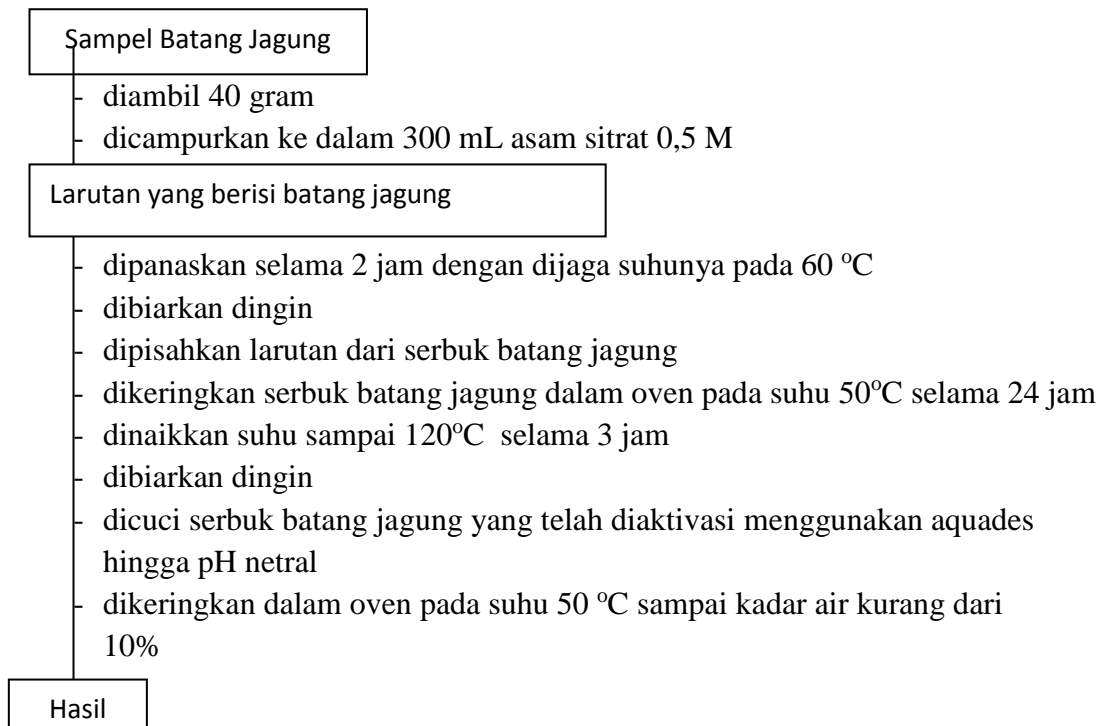 Sampel Batang Jagung
- diambil 40 gram
- dicampurkan ke dalam 300 mL asam sitrat 0,5 M
Larutan yang berisi batang jagung
- dipanaskan selama 2 jam dengan dijaga suhunya pada 60 °C
- dibiarkan dingin
- dipisahkan larutan dari serbuk batang jagung
- dikeringkan serbuk batang jagung dalam oven pada suhu 50°C selama 24 jam
- dinaikkan suhu sampai 120°C selama 3 jam
- dibiarkan dingin
- dicuci serbuk batang jagung yang telah diaktivasi menggunakan aquades
hingga pH netral
- dikeringkan dalam oven pada suhu 50 °C sampai kadar air kurang dari
10%
Hasil